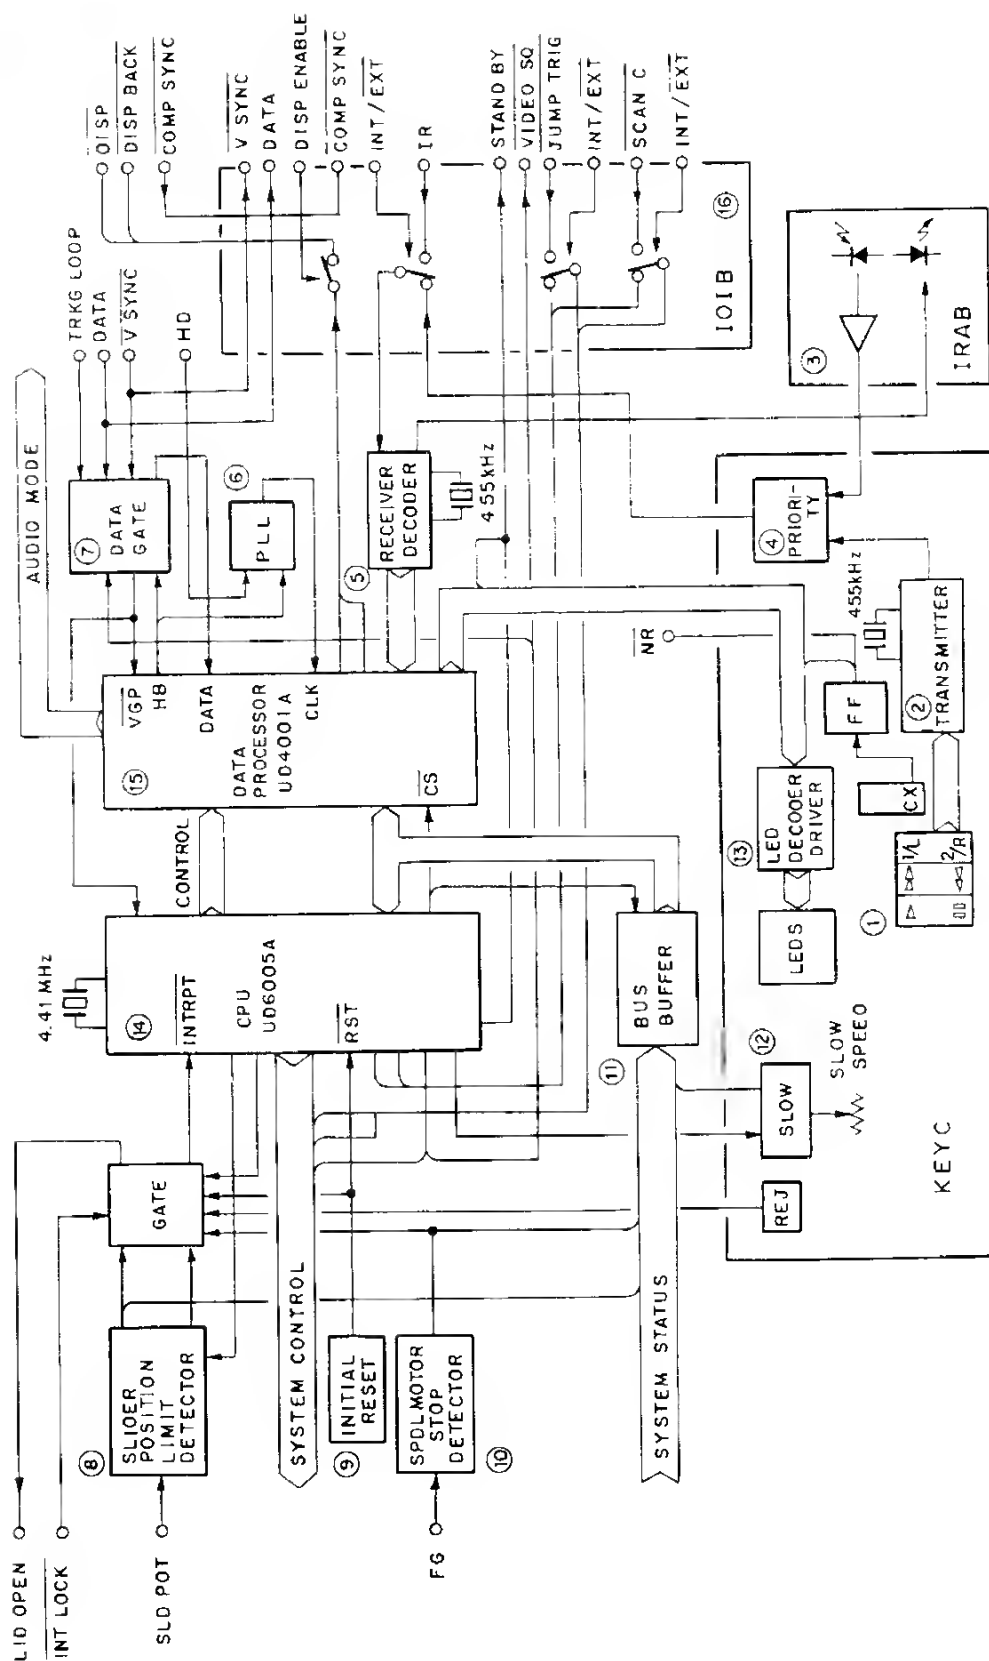 LID OPEN
INT LOCK
SLD POT
FG
⑧
SLIDER
POSITION
LIMIT
DETECTOR
GATE
SYSTEM CONTROL
⑨
INITIAL
RESET
⑩
SPDLMOTOR
STOP
DETECTOR
SYSTEM STATUS
4.41 MHz
⑭
INTRPT
CPU
UD6005A
RST
CONTROL
⑪
BUS
BUFFER
AUDIO MODE
⑮
VGP
HB
DATA
DATA
PROCESSOR
UD4001A
CLK
CS
⑦
DATA
GATE
⑥
PLL
⑤
RECEIVER
DECODER
455kHz
TRKG LOOP
DATA
V SYNC
HD
DISP
DISP BACK
COMP SYNC
V SYNC
DATA
DISP ENABLE
COMP SYNC
INT/EXT
IR
STAND BY
VIDEO SQ
JUMP TRIG
INT/EXT
SCAN C
INT/EXT
⑯
IOIB
③
IRAB
④
PRIORI-
TY
455kHz
②
TRANSMITTER
NR
FF
CX
①
1/L
2/R
⑬
LED
DECODER
DRIVER
LEDS
⑫
SLOW
SLOW
SPEED
REJ
KEYC